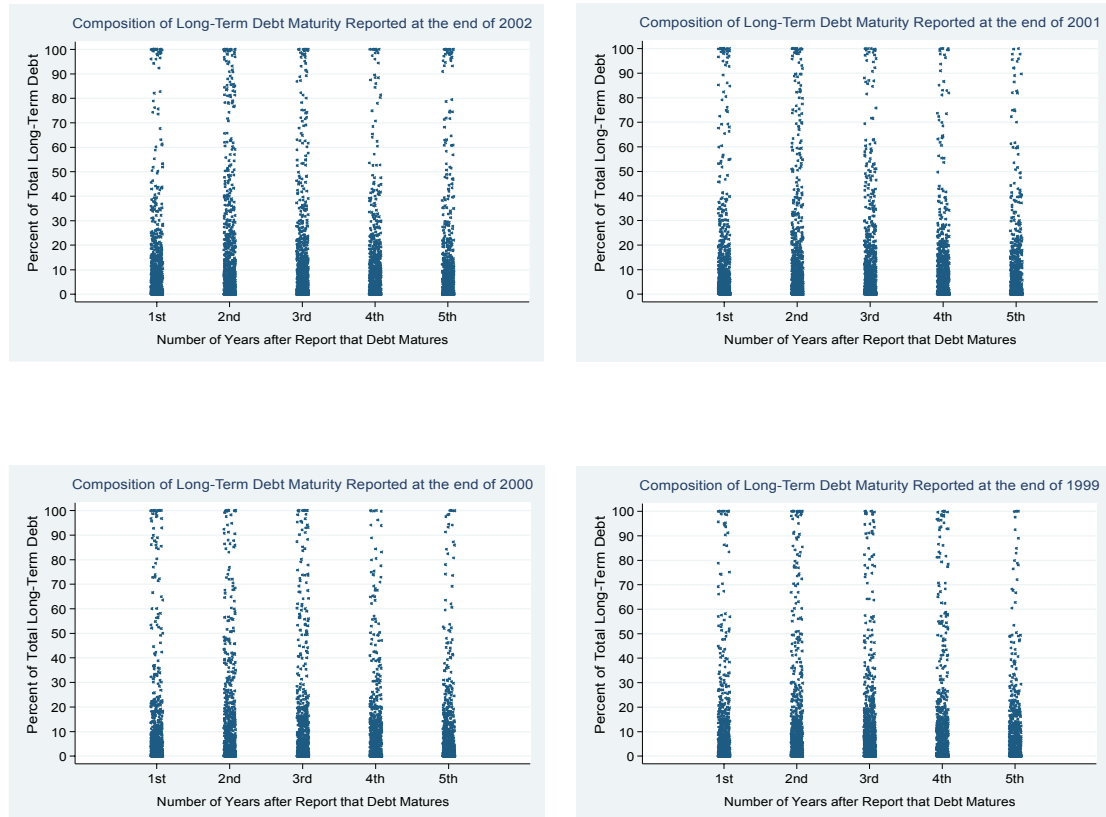 Composition of Long-Term Debt Maturity Reported at the end of 2002
Percent of Total Long-Term Debt
100
90
80
70
60
50
40
30
20
10
0
1st 2nd 3rd 4th 5th
Number of Years after Report that Debt Matures
Composition of Long-Term Debt Maturity Reported at the end of 2001
Percent of Total Long-Term Debt
100
90
80
70
60
50
40
30
20
10
0
1st 2nd 3rd 4th 5th
Number of Years after Report that Debt Matures
Composition of Long-Term Debt Maturity Reported at the end of 2000
Percent of Total Long-Term Debt
100
90
80
70
60
50
40
30
20
10
0
1st 2nd 3rd 4th 5th
Number of Years after Report that Debt Matures
Composition of Long-Term Debt Maturity Reported at the end of 1999
Percent of Total Long-Term Debt
100
90
80
70
60
50
40
30
20
10
0
1st 2nd 3rd 4th 5th
Number of Years after Report that Debt Matures